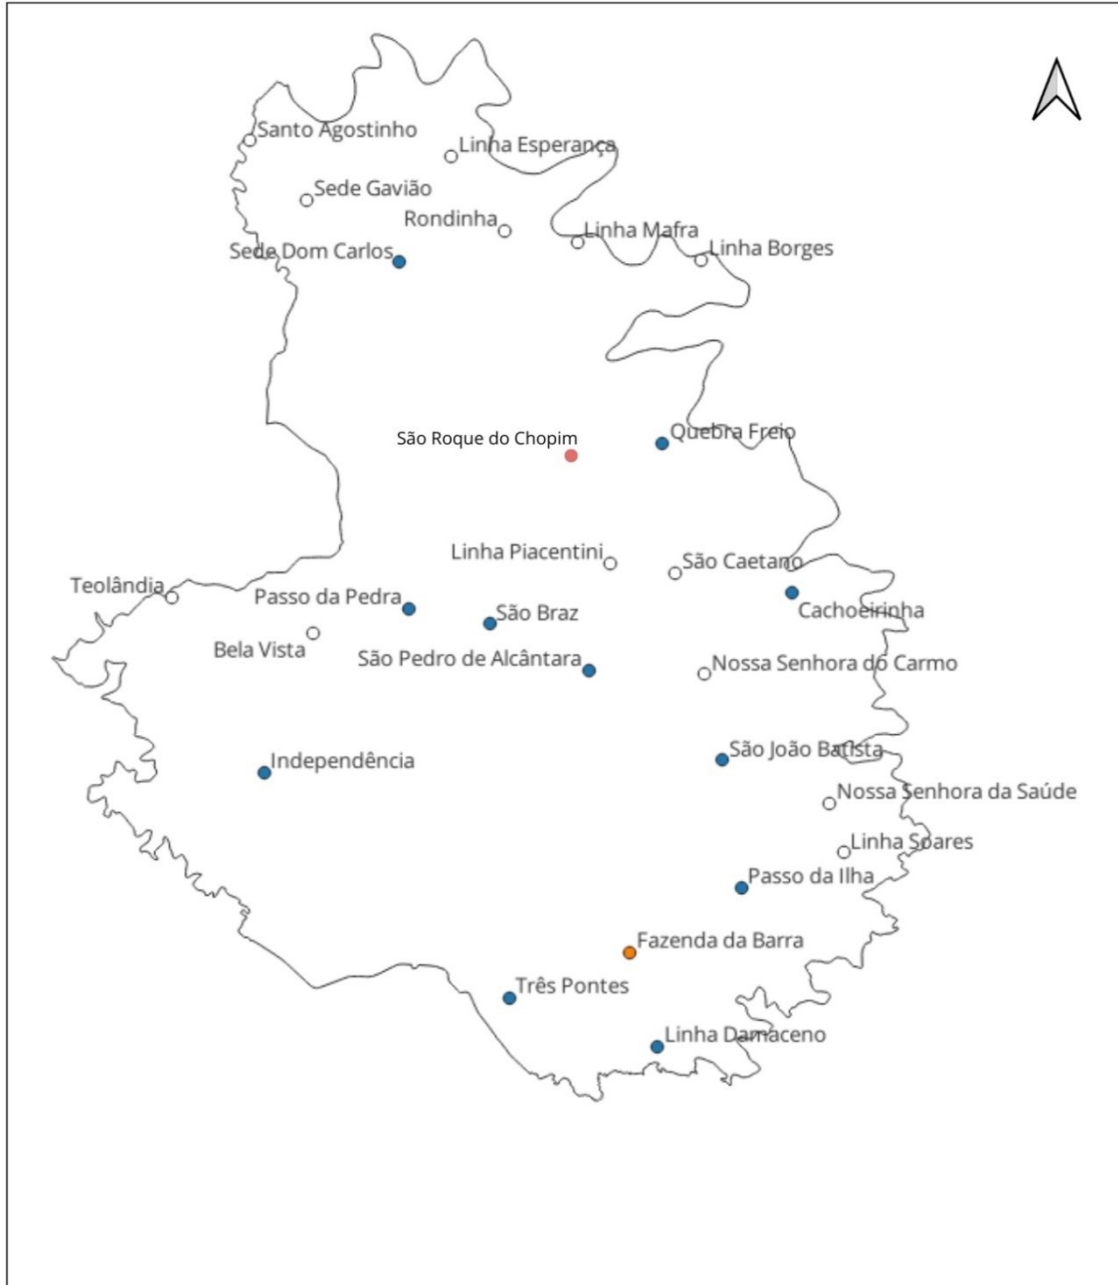 Santo Agostinho
Linha Esperança
Sede Gavião
Rondinha
Linha Mafra
Linha Borges
Sede Dom Carlos
Quebra Freio
São Roque do Chopim
Linha Piacentini
São Caetano
Teolândia
Passo da Pedra
São Braz
Cachoeirinha
Bela Vista
São Pedro de Alcântara
Nossa Senhora do Carmo
São João Batista
Independência
Nossa Senhora da Saúde
Linha Soares
Passo da Ilha
Fazenda da Barra
Três Pontes
Linha Damaceno